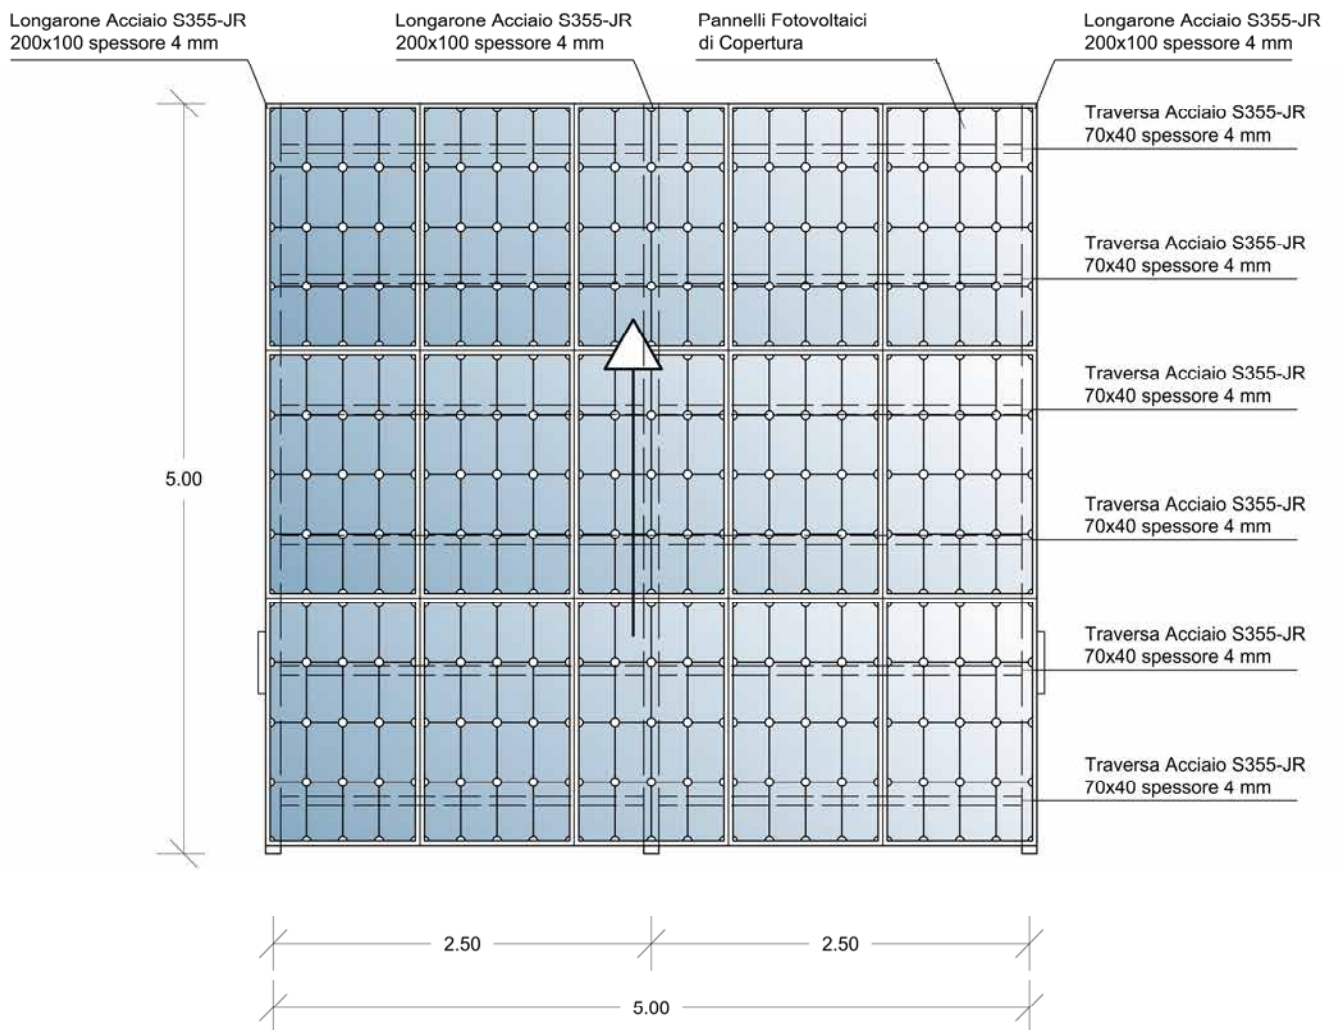 Longarone Acciaio S355-JR
200x100 spessore 4 mm
Longarone Acciaio S355-JR
200x100 spessore 4 mm
Pannelli Fotovoltaici
di Copertura
Longarone Acciaio S355-JR
200x100 spessore 4 mm
Traversa Acciaio S355-JR
70x40 spessore 4 mm
Traversa Acciaio S355-JR
70x40 spessore 4 mm
Traversa Acciaio S355-JR
70x40 spessore 4 mm
5.00
Traversa Acciaio S355-JR
70x40 spessore 4 mm
Traversa Acciaio S355-JR
70x40 spessore 4 mm
Traversa Acciaio S355-JR
70x40 spessore 4 mm
2.50
2.50
5.00